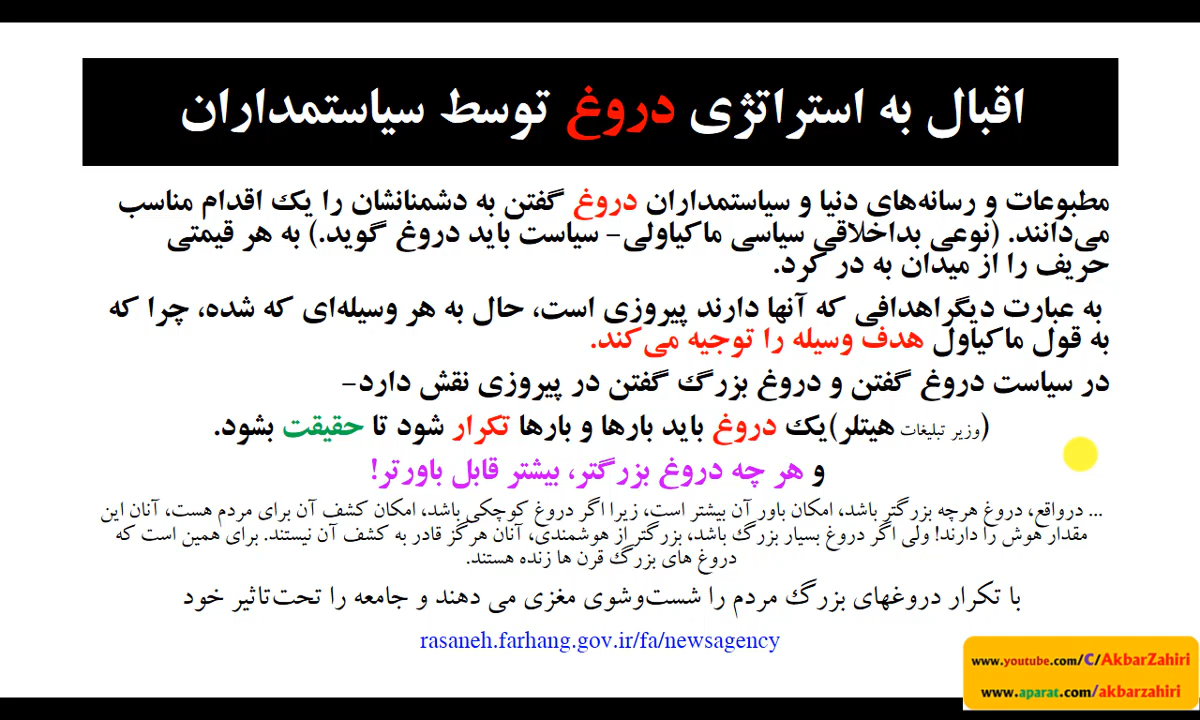 اقبال به استراتژی دروغ توسط سیاستمداران
مطبوعات و رسانه‌های دنیا و سیاستمداران دروغ گفتن به دشمنانشان را یک اقدام مناسب
می‌دانند. (نوعی بداخلاقی سیاسی ماکیاولی- سیاست باید دروغ گوید.) به هر قیمتی
حریف را از میدان به در کرد.
به عبارت دیگراهدافی که آنها دارند پیروزی است، حال به هر وسیله‌ای که شده، چرا که
به قول ماکیاول هدف وسیله را توجیه می‌کند.
در سیاست دروغ گفتن و دروغ بزرگ گفتن در پیروزی نقش دارد-
(وزیر تبلیغات هیتلر)یک دروغ باید بارها و بارها تکرار شود تا حقیقت بشود.
و هر چه دروغ بزرگتر، بیشتر قابل باورتر!
... درواقع، دروغ هرچه بزرگتر باشد، امکان باور آن بیشتر است، زیرا اگر دروغ کوچکی باشد، امکان کشف آن برای مردم هست، آنان این
مقدار هوش را دارند! ولی اگر دروغ بسیار بزرگ باشد، بزرگتر از هوشمندی، آنان هرگز قادر به کشف آن نیستند. برای همین است که
دروغ های بزرگ قرن ها زنده هستند.
با تکرار دروغهای بزرگ مردم را شست‌وشوی مغزی می دهند و جامعه را تحت‌تاثیر خود
rasaneh.farhang.gov.ir/fa/newsagency
www.youtube.com/C/AkbarZahiri
www.aparat.com/akbarzahiri